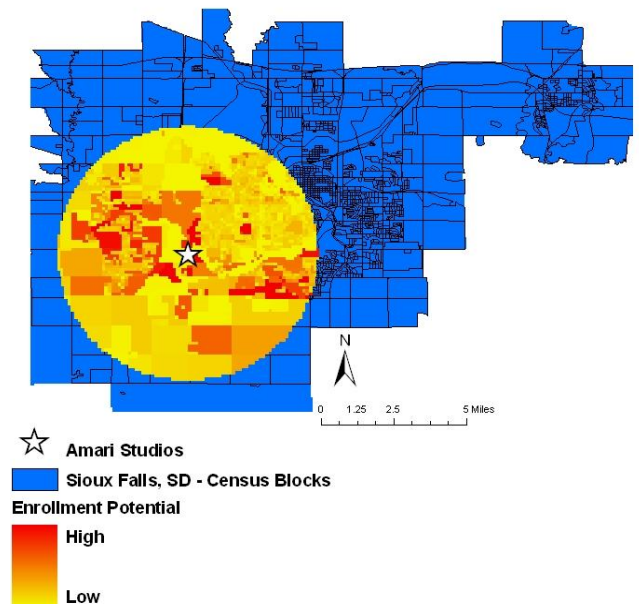 N
0 1.25 2.5 5 Miles
Amari Studios
Sioux Falls, SD - Census Blocks
Enrollment Potential
High
Low